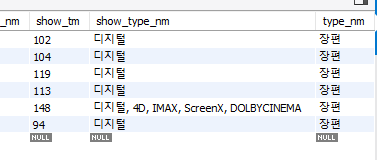 _nm show_tm show_type_nm type_nm
102 디지털 장편
104 디지털 장편
119 디지털 장편
113 디지털 장편
148 디지털, 4D, IMAX, ScreenX, DOLBYCINEMA 장편
94 디지털 장편
NULL NULL NULL